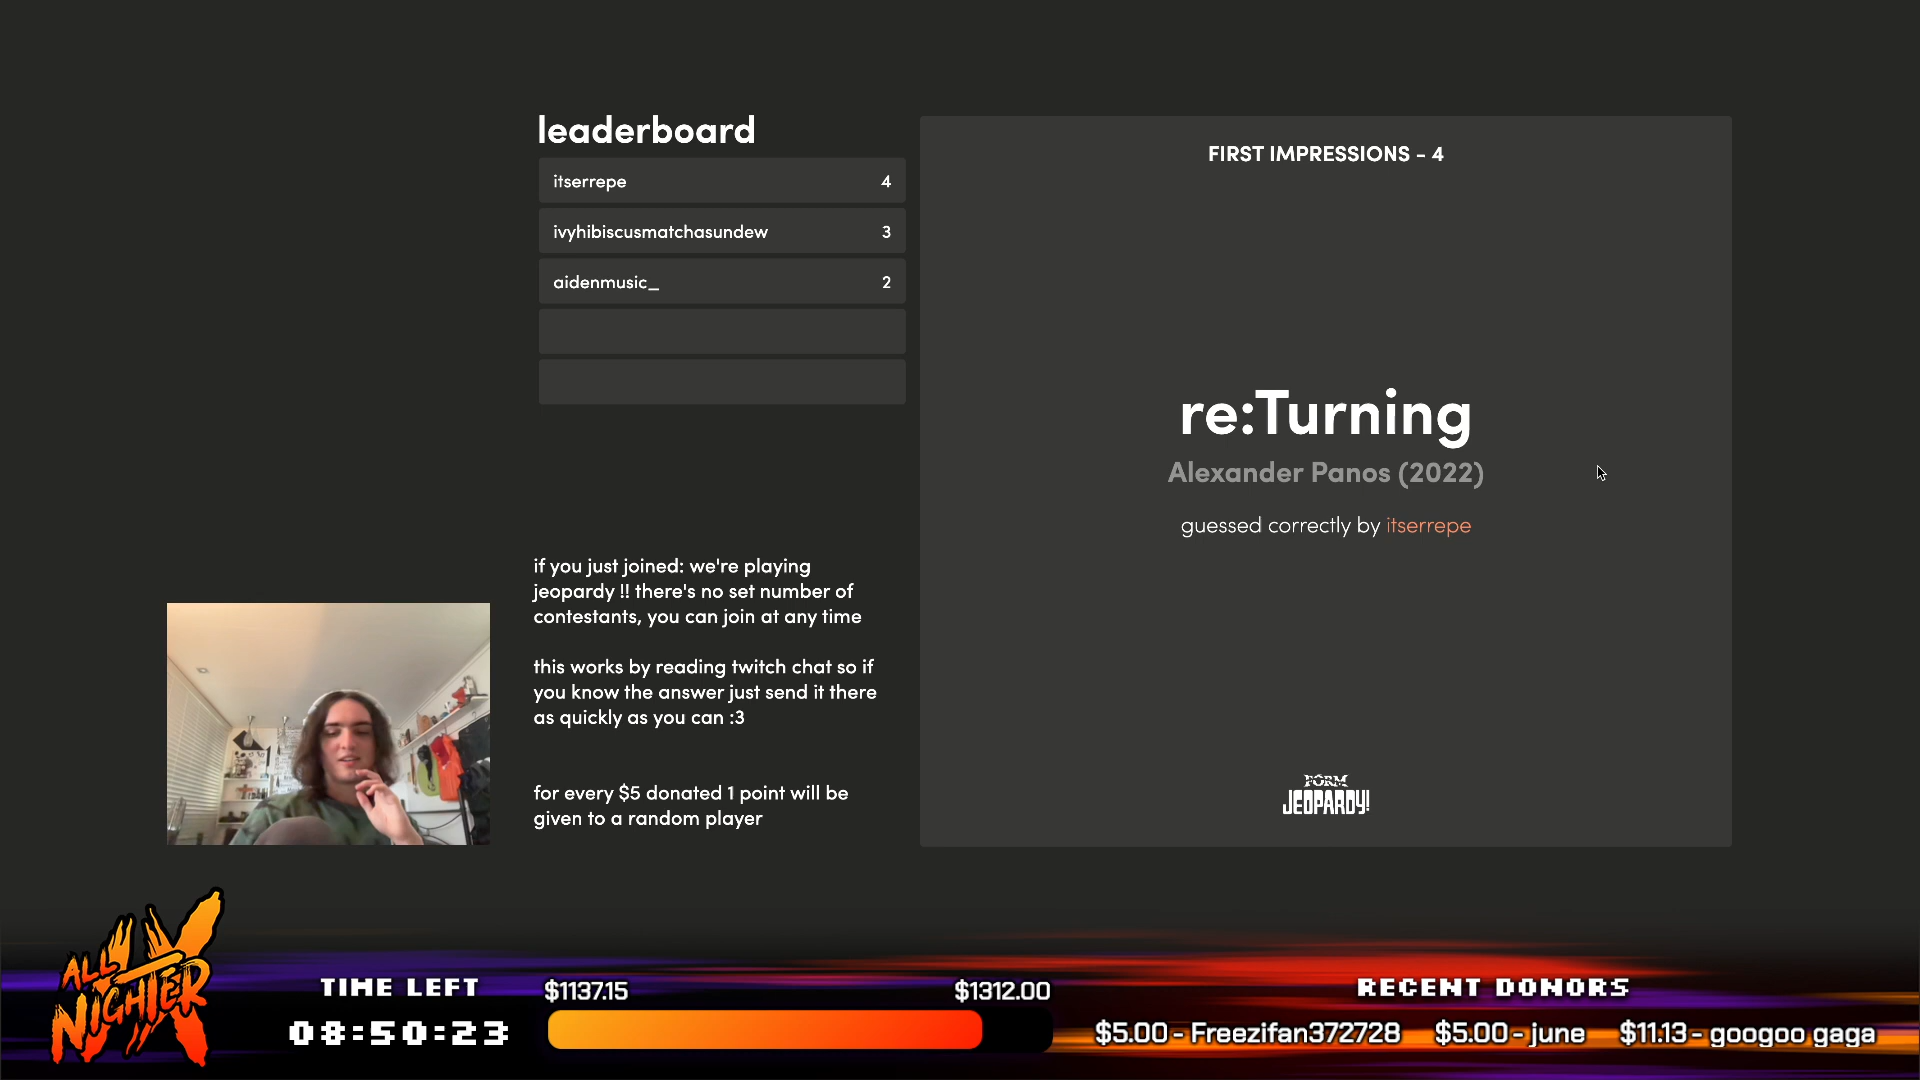 leaderboard
itserrepe 4
ivyhibiscusmatchasundew 3
aidenmusic_ 2
if you just joined: we're playing
jeopardy !! there's no set number of
contestants, you can join at any time
this works by reading twitch chat so if
you know the answer just send it there
as quickly as you can :3
for every $5 donated 1 point will be
given to a random player
FIRST IMPRESSIONS - 4
re:Turning
Alexander Panos (2022)
guessed correctly by itserrepe
FORM
JEOPARDY!
ALL
NIGHTER
X
TIME LEFT
08:50:23
$1137.15
$1312.00
RECENT DONORS
$5.00 - Freezifan372728 $5.00 - june $11.13 - googoo gaga